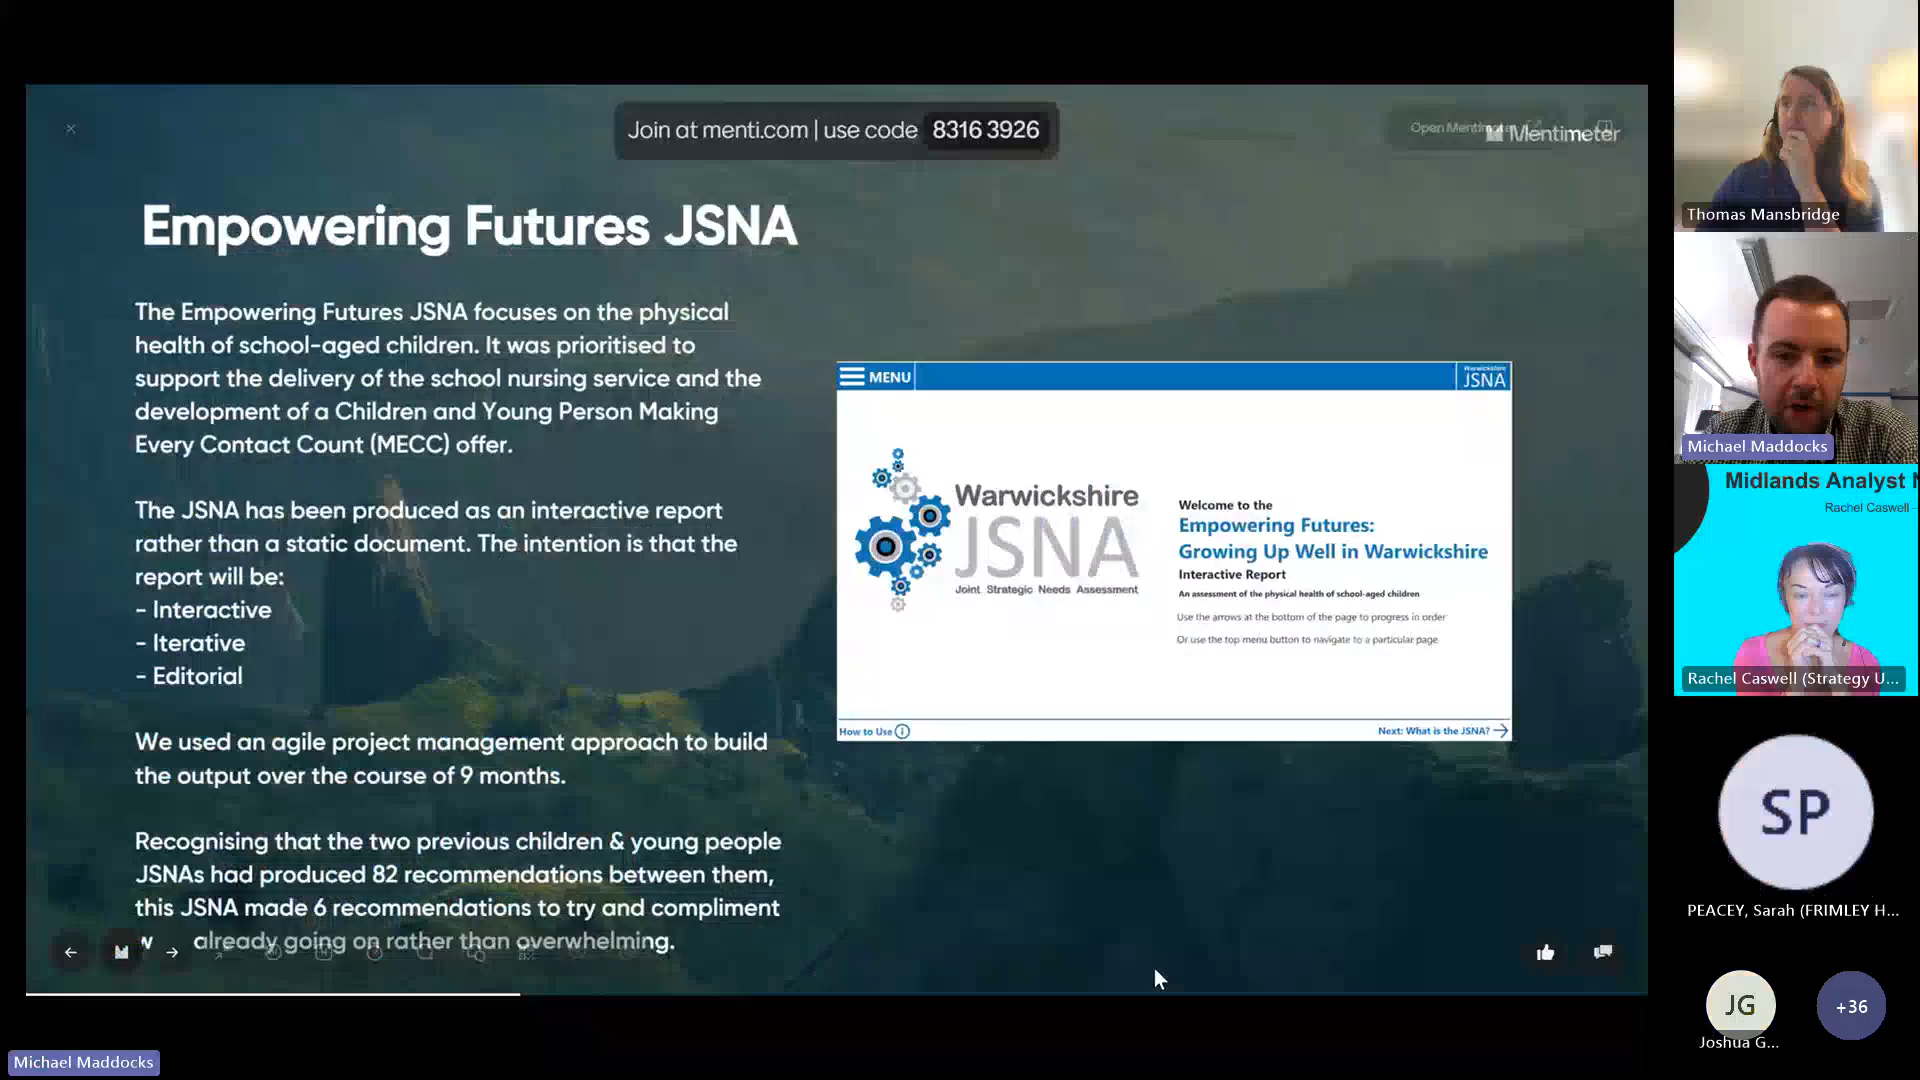 Join at menti.com | use code 8316 3926
Mentimeter
Empowering Futures JSNA
The Empowering Futures JSNA focuses on the physical
health of school-aged children. It was prioritised to
support the delivery of the school nursing service and the
development of a Children and Young Person Making
Every Contact Count (MECC) offer.
The JSNA has been produced as an interactive report
rather than a static document. The intention is that the
report will be:
- Interactive
- Iterative
- Editorial
We used an agile project management approach to build
the output over the course of 9 months.
Recognising that the two previous children & young people
JSNAs had produced 82 recommendations between them,
this JSNA made 6 recommendations to try and compliment
already going on rather than overwhelming.
MENU
Warwickshire
JSNA
Warwickshire
JSNA
Joint Strategic Needs Assessment
Welcome to the
Empowering Futures:
Growing Up Well in Warwickshire
Interactive Report
An assessment of the physical health of school-aged children
Use the arrows at the bottom of the page to progress in order
Or use the top menu button to navigate to a particular page
How to Use
Next: What is the JSNA?
Thomas Mansbridge
Michael Maddocks
Midlands Analyst
Rachel Caswell
Rachel Caswell (Strategy U...
SP
PEACEY, Sarah (FRIMLEY H...
JG
Joshua G...
+36
Michael Maddocks